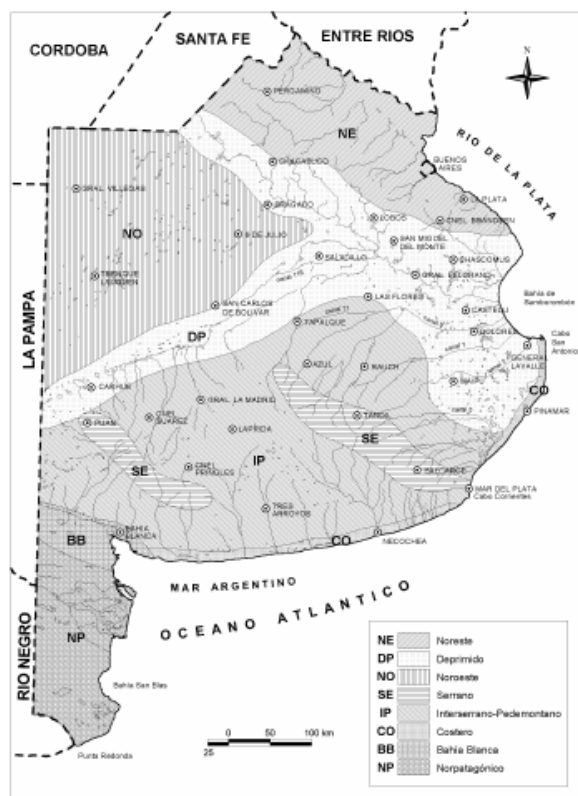 CORDOBA
SANTA FE
ENTRE RIOS
N
PERGAMINO
NE
RIO DE LA PLATA
CHACABUCO
BUENOS
AIRES
GRAL. VILLEGAS
LA PLATA
BRAGADO
LOBOS
CNEL BRANDSEN
NO
9 DE JULIO
SAN MIGUEL
DEL MONTE
SALADILLO
CHASCOMUS
GRAL. BELGRANO
TRENQUE
LAUQUEN
Bahía de
Samborombón
SAN CARLOS
DE BOLIVAR
LAS FLORES
CASTELLI
LA PAMPA
TAPALQUE
DOLORES
Cabo
San
Antonio
DP
GENERAL
LAVALLE
AZUL
RAUCH
CARHUE
MAIPU
CO
GRAL. LA MADRID
CNEL
SUAREZ
PINAMAR
PUAN
TANDIL
LAPRIDA
SE
SE
IP
CNEL
PRINGLES
BALCARCE
MAR DEL PLATA
Cabo Corrientes
TRES
ARROYOS
BB
BAHIA
BLANCA
CO
NECOCHEA
MAR ARGENTINO
OCEANO ATLANTICO
RIO NEGRO
NP
Bahía San Blas
Punta Redonda
0 50 100 km
25
NE Noreste
DP Deprimido
NO Noroeste
SE Serrano
IP Interserrano-Pedemontano
CO Costero
BB Bahía Blanca
NP Norpatagónico